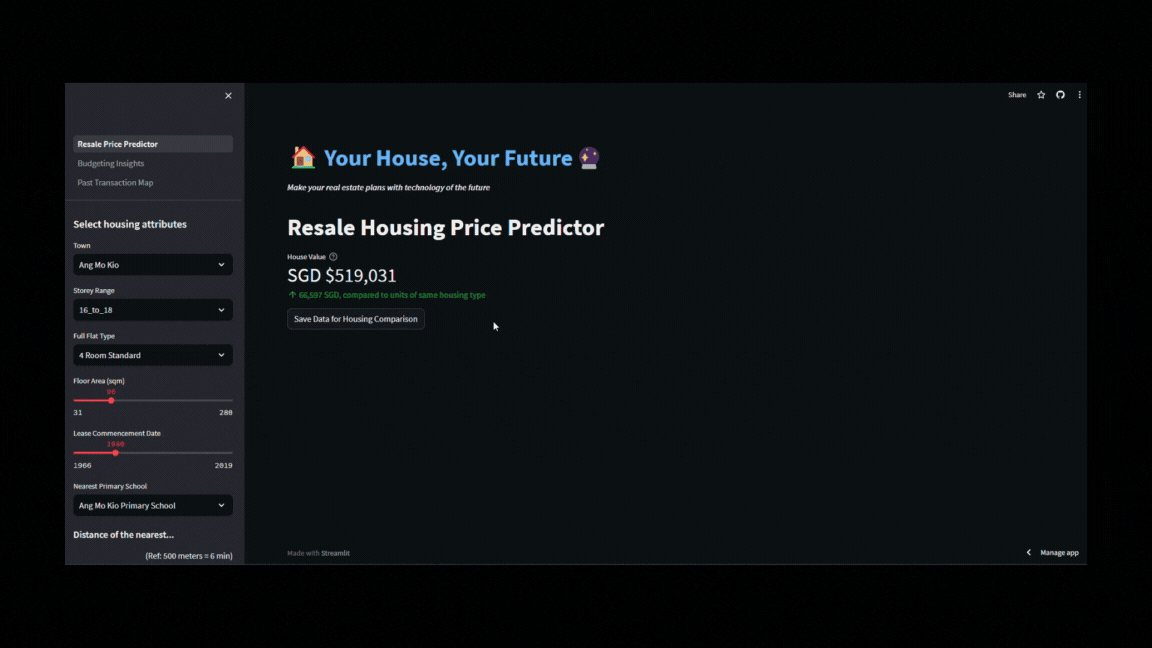 Share
Resale Price Predictor
Budgeting Insights
Past Transaction Map
Select housing attributes
Town
Ang Mo Kio
Storey Range
16_to_18
Full Flat Type
4 Room Standard
Floor Area (sqm)
31
280
Lease Commencement Date
1966
2019
Nearest Primary School
Ang Mo Kio Primary School
Distance of the nearest...
(Ref: 500 meters ≈ 6 min)
Your House, Your Future
Make your real estate plans with technology of the future
Resale Housing Price Predictor
House Value
SGD $519,031
66,597 SGD, compared to units of same housing type
Save Data for Housing Comparison
Made with Streamlit
Manage app